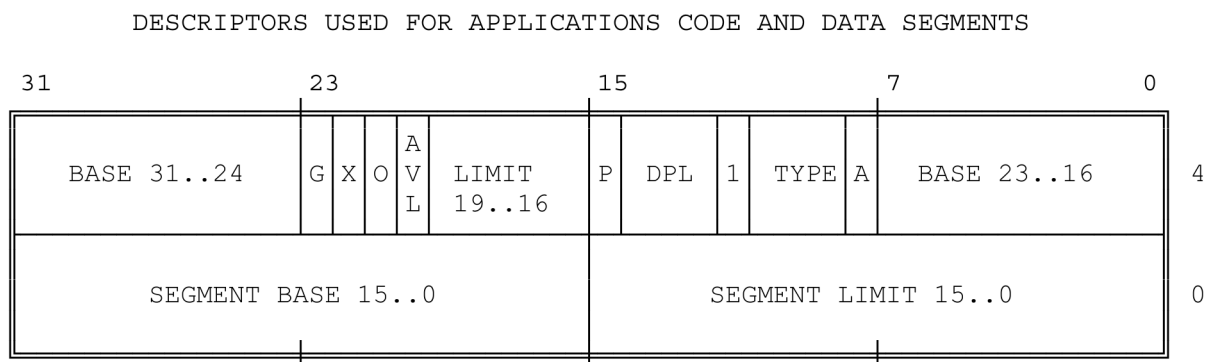 DESCRIPTORS USED FOR APPLICATIONS CODE AND DATA SEGMENTS
31 23 15 7 0
BASE 31..24 G X O AVL LIMIT 19..16 P DPL 1 TYPE A BASE 23..16 4
SEGMENT BASE 15..0 SEGMENT LIMIT 15..0 0